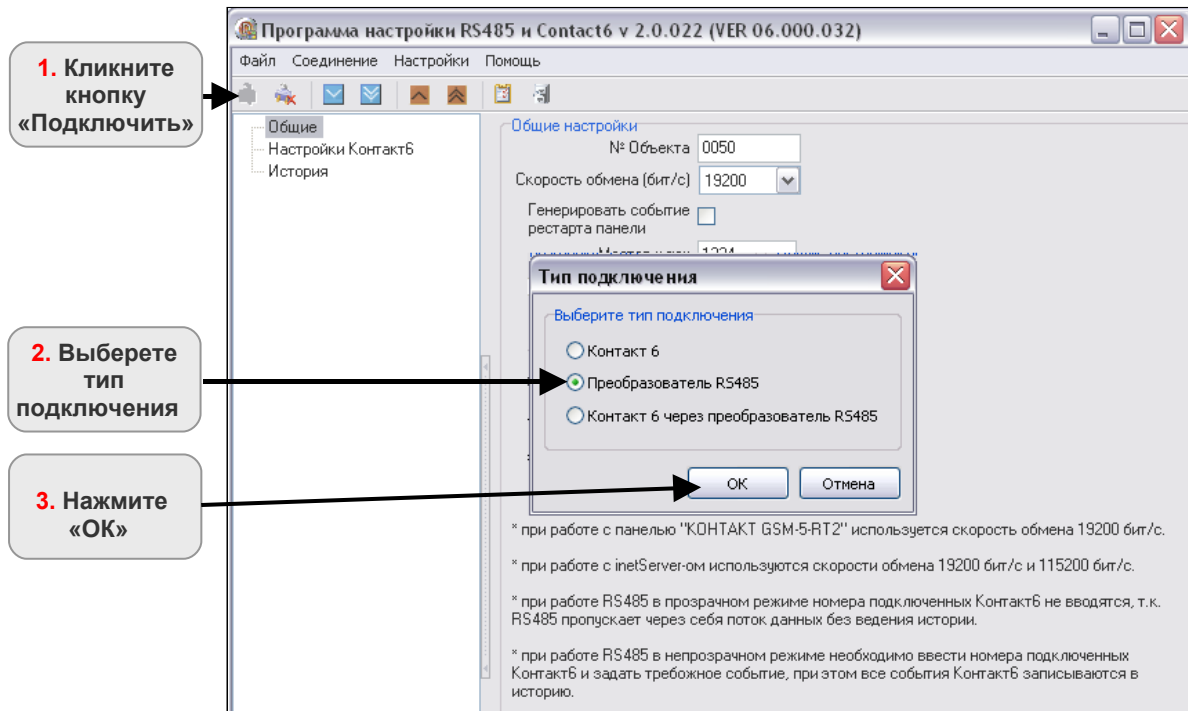 Программа настройки RS485 и Contact6 v 2.0.022 (VER 06.000.032)
Файл Соединение Настройки Помощь
1. Кликните
кнопку
«Подключить»
Общие
Настройки Контакт6
История
Общие настройки
№ Объекта 0050
Скорость обмена (бит/с) 19200
Генерировать событие
рестарта панели
1234
Тип подключения
Выберите тип подключения
Контакт 6
Преобразователь RS485
Контакт 6 через преобразователь RS485
OK Отмена
2. Выберете
тип
подключения
3. Нажмите
«ОК»
* при работе с панелью "КОНТАКТ GSM-5-RT2" используется скорость обмена 19200 бит/с.
* при работе с inetServer-ом используются скорости обмена 19200 бит/с и 115200 бит/с.
* при работе RS485 в прозрачном режиме номера подключенных Контакт6 не вводятся, т.к.
RS485 пропускает через себя поток данных без ведения истории.
* при работе RS485 в непрозрачном режиме необходимо ввести номера подключенных
Контакт6 и задать требожное событие, при этом все события Контакт6 записываются в
историю.